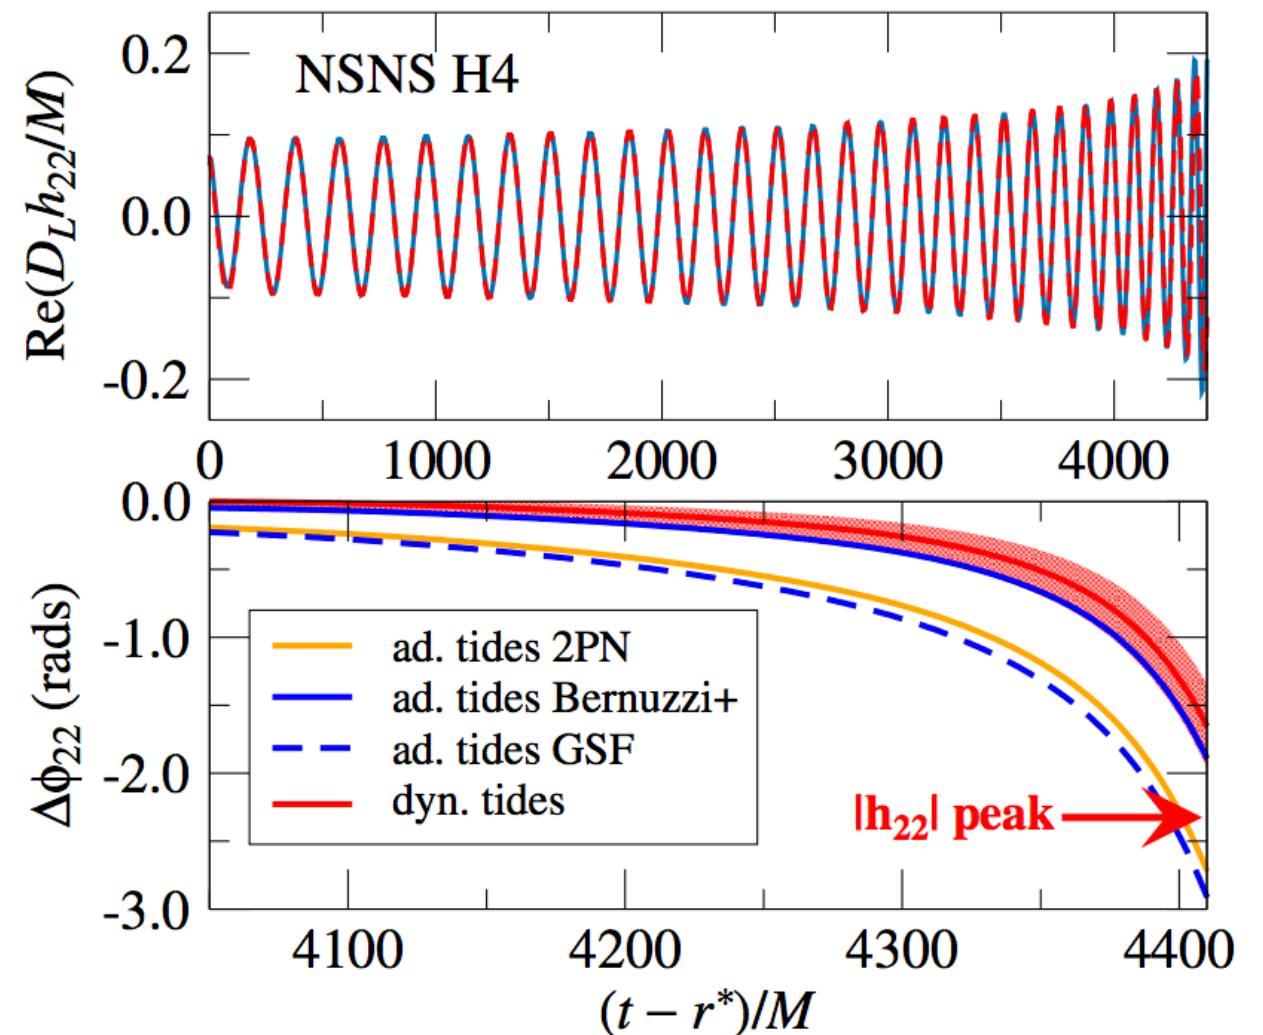 0.2
0.0
-0.2
Re(D_L h_22/M)
NSNS H4
0 1000 2000 3000 4000
0.0
-1.0
-2.0
-3.0
Δϕ_22 (rads)
ad. tides 2PN
ad. tides Bernuzzi+
ad. tides GSF
dyn. tides
|h_22| peak
4100 4200 4300 4400
(t − r*)/M